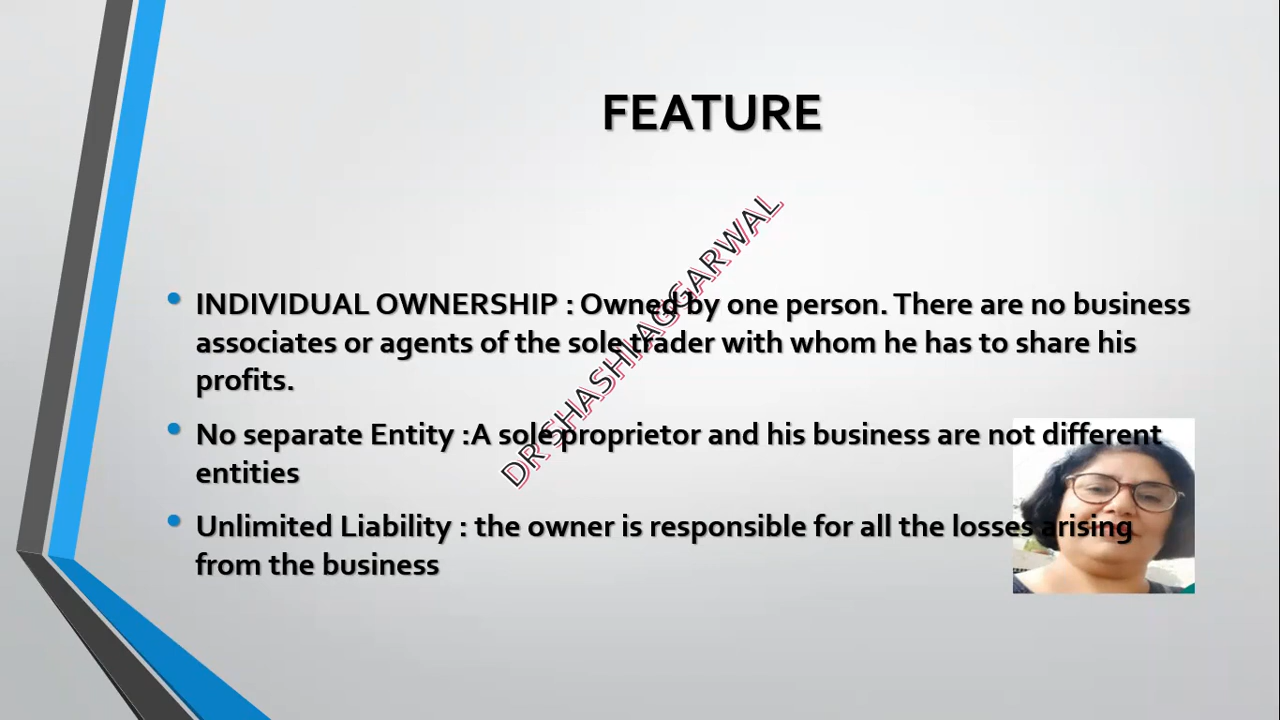 FEATURE
DR SHASHI AGGARWAL
INDIVIDUAL OWNERSHIP : Owned by one person. There are no business
associates or agents of the sole trader with whom he has to share his
profits.
No separate Entity :A sole proprietor and his business are not different
entities
Unlimited Liability : the owner is responsible for all the losses arising
from the business